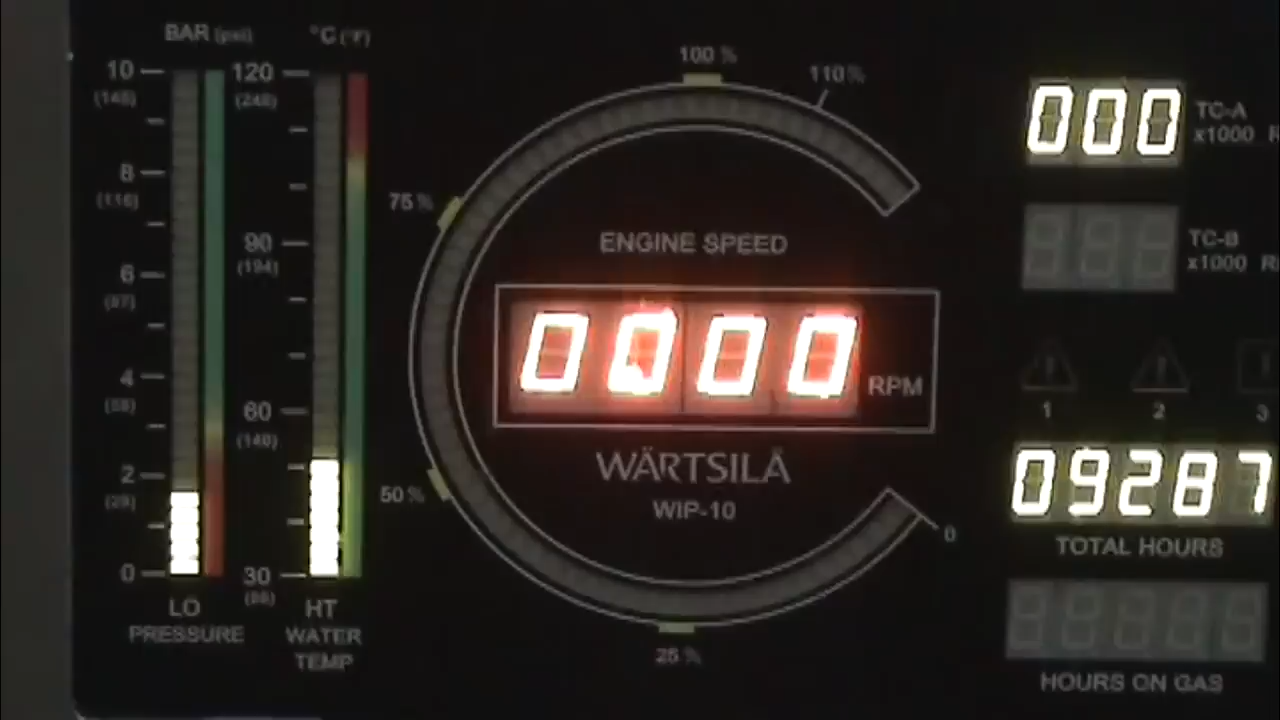 BAR (psi)
°C (°F)
10
(145)
8
(116)
6
(87)
4
(58)
2
(29)
0
LO
PRESSURE
120
(248)
90
(194)
60
(140)
30
(86)
HT
WATER
TEMP
100 %
110 %
75 %
50 %
25 %
0
ENGINE SPEED
0000
RPM
WÄRTSILÄ
WIP-10
000
TC-A
x1000
TC-B
x1000
1
2
3
09287
TOTAL HOURS
HOURS ON GAS